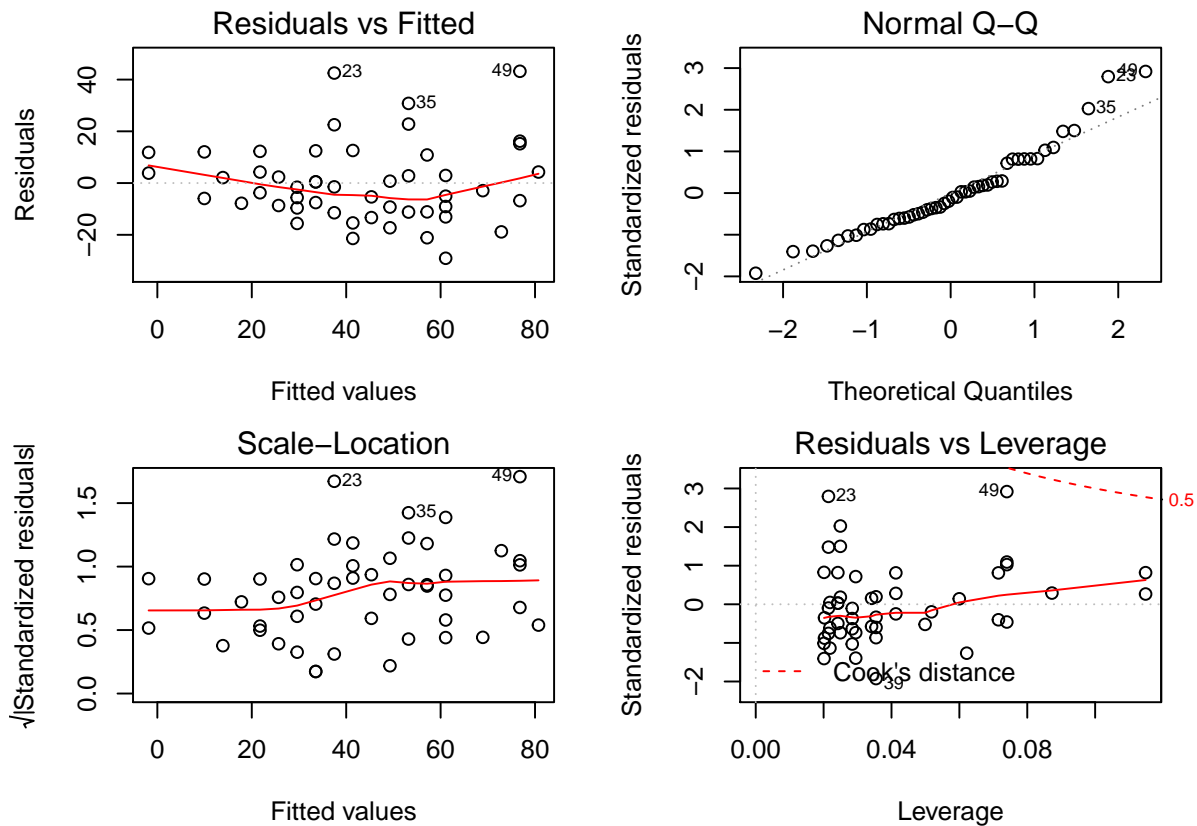 Residuals vs Fitted
Residuals
40
20
0
−20
23
49
35
0 20 40 60 80
Fitted values
Normal Q−Q
Standardized residuals
3
2
1
0
−2
49
23
35
−2 −1 0 1 2
Theoretical Quantiles
Scale−Location
√|Standardized residuals|
1.5
1.0
0.5
0.0
23
49
35
0 20 40 60 80
Fitted values
Residuals vs Leverage
Standardized residuals
3
2
1
0
−2
23
49
0.5
Cook's distance
39
0.00 0.04 0.08
Leverage